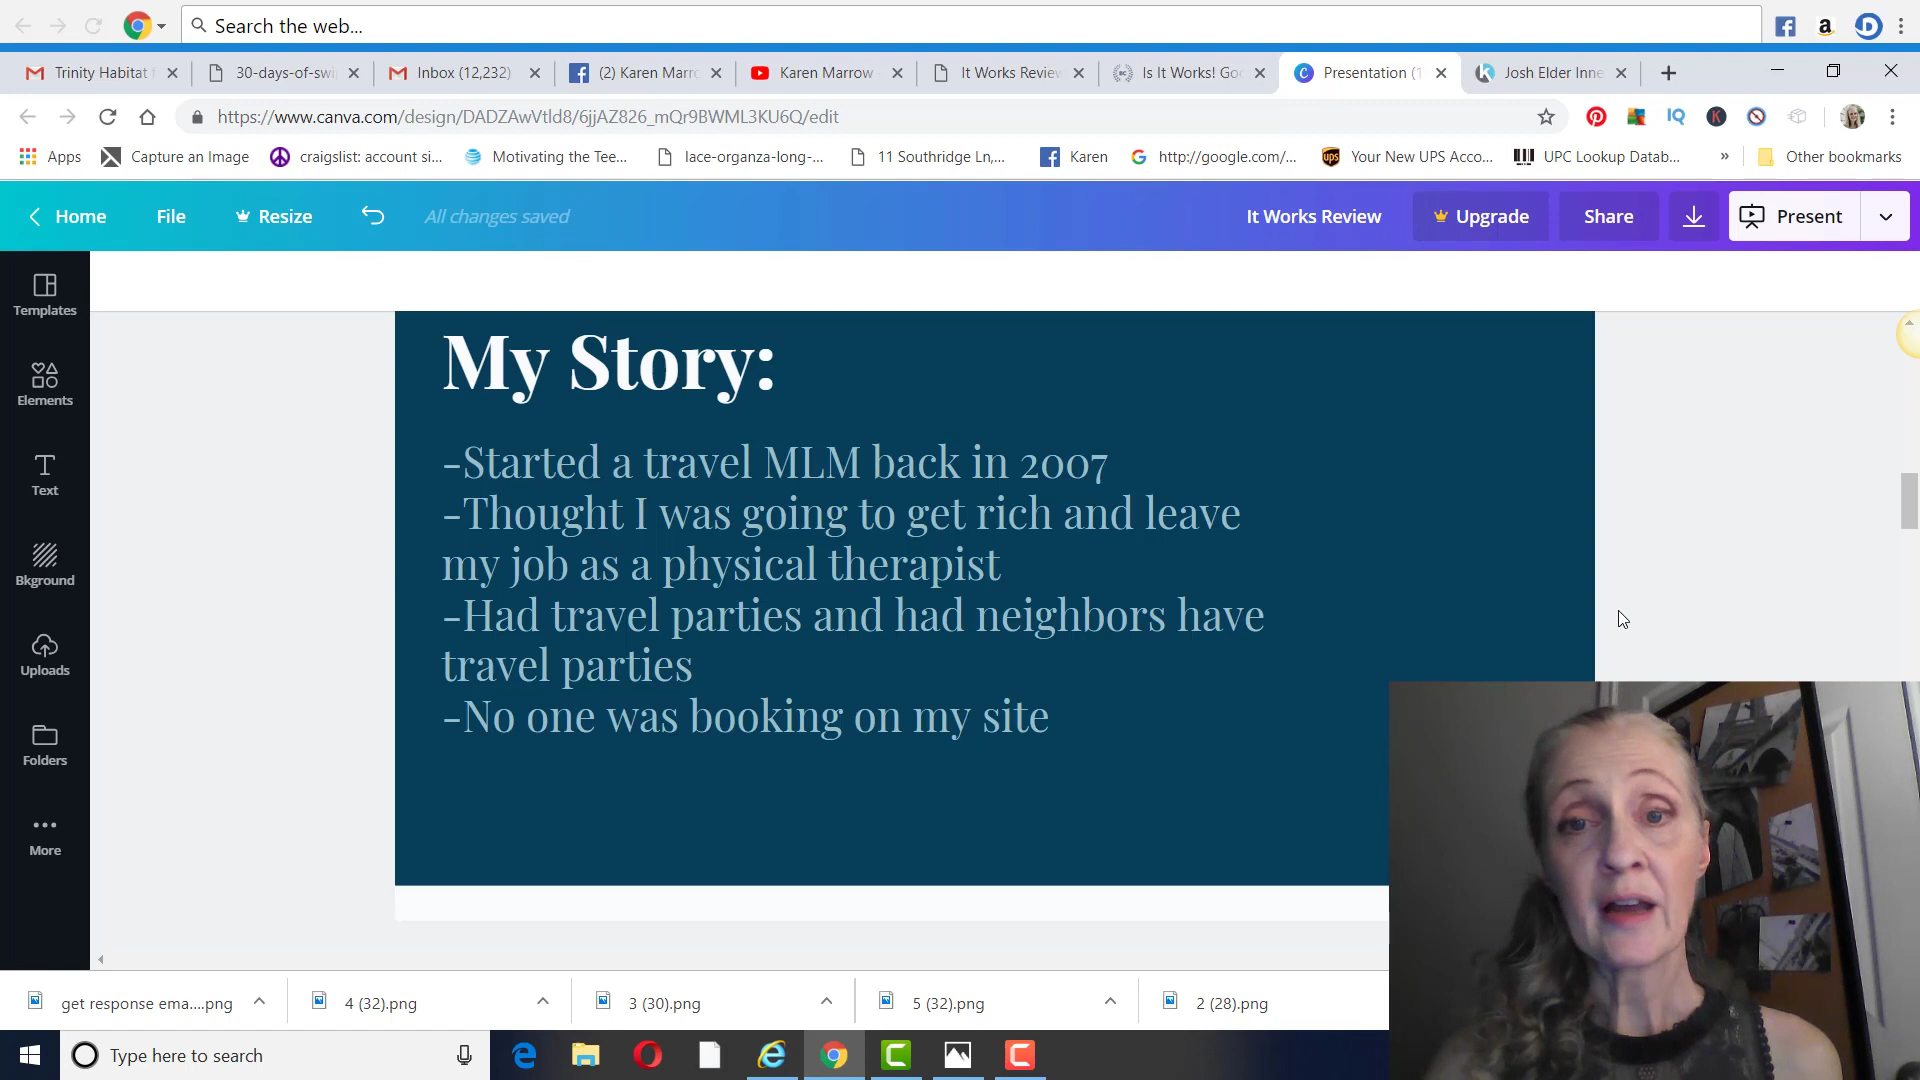 Search the web...
Trinity Habitat
30-days-of-swi
Inbox (12,232)
(2) Karen Marro
Karen Marrow
It Works Review
Is It Works! Go
Presentation (1
Josh Elder Inne
https://www.canva.com/design/DADZAwVtld8/6jjAZ826_mQr9BWML3KU6Q/edit
Apps
Capture an Image
craigslist: account si...
Motivating the Tee...
lace-organza-long-...
11 Southridge Ln,...
Karen
http://google.com/...
Your New UPS Acco...
UPC Lookup Datab...
»
Other bookmarks
Home
File
Resize
All changes saved
It Works Review
Upgrade
Share
Present
Templates
Elements
Text
Bkground
Uploads
Folders
More
My Story:
-Started a travel MLM back in 2007
-Thought I was going to get rich and leave
my job as a physical therapist
-Had travel parties and had neighbors have
travel parties
-No one was booking on my site
get response ema....png
4 (32).png
3 (30).png
5 (32).png
2 (28).png
Type here to search